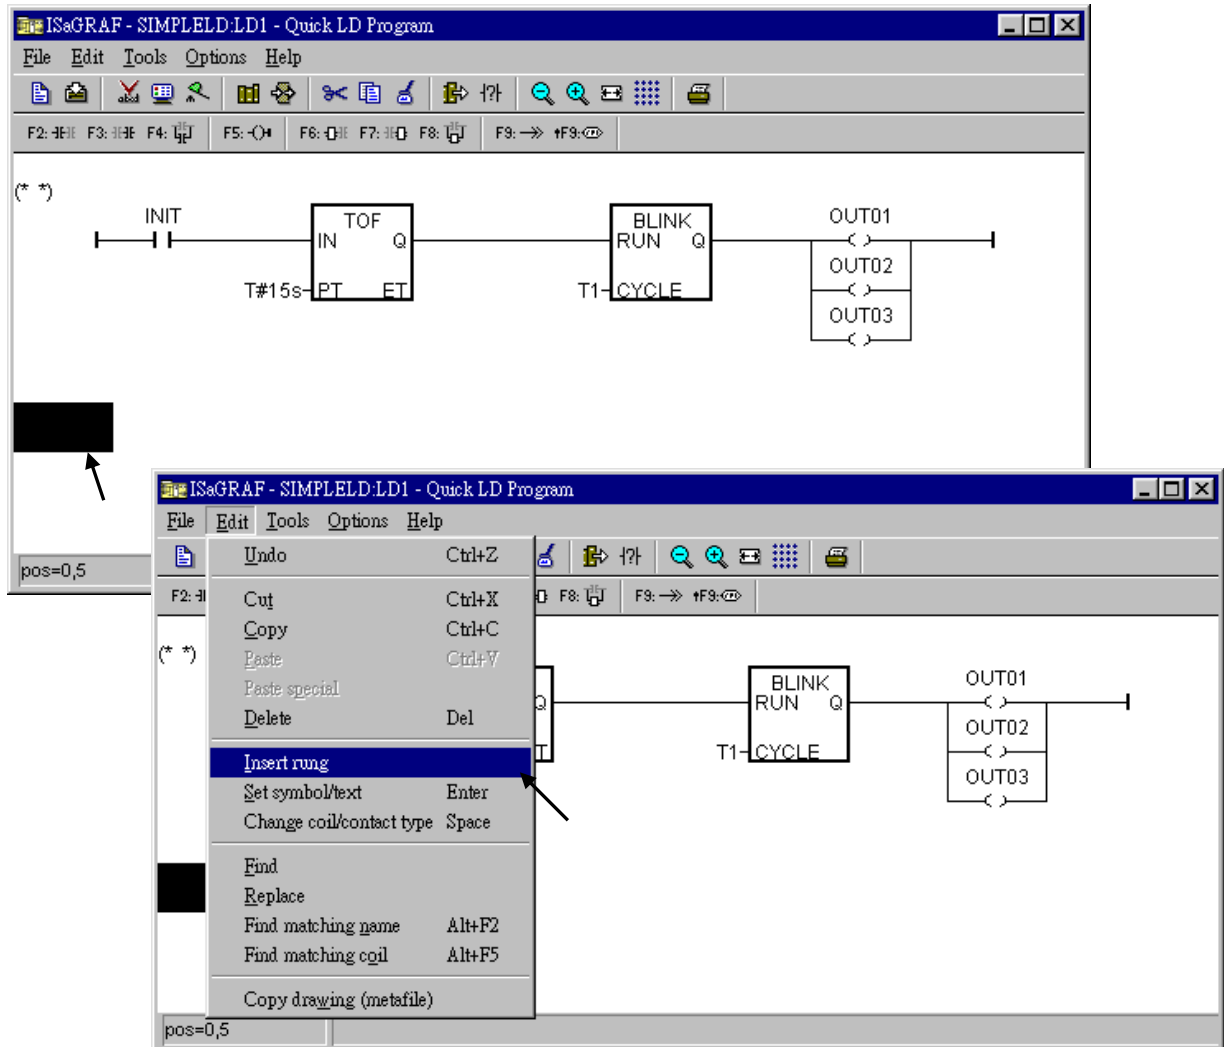 ISaGRAF - SIMPLELD:LD1 - Quick LD Program
File Edit Tools Options Help
F2: F3: F4: F5: F6: F7: F8: F9: F9:
(* *)
INIT TOF BLINK OUT01
IN Q RUN Q
OUT02
T#15s PT ET T1 CYCLE
OUT03
pos=0,5
ISaGRAF - SIMPLELD:LD1 - Quick LD Program
File Edit Tools Options Help
F2: F8: F9: F9:
Undo Ctrl+Z
Cut Ctrl+X
Copy Ctrl+C
Paste Ctrl+V
Paste special
Delete Del
Insert rung
Set symbol/text Enter
Change coil/contact type Space
Find
Replace
Find matching name Alt+F2
Find matching coil Alt+F5
Copy drawing (metafile)
(* *)
BLINK OUT01
Q RUN Q
OUT02
T T1 CYCLE
OUT03
pos=0,5